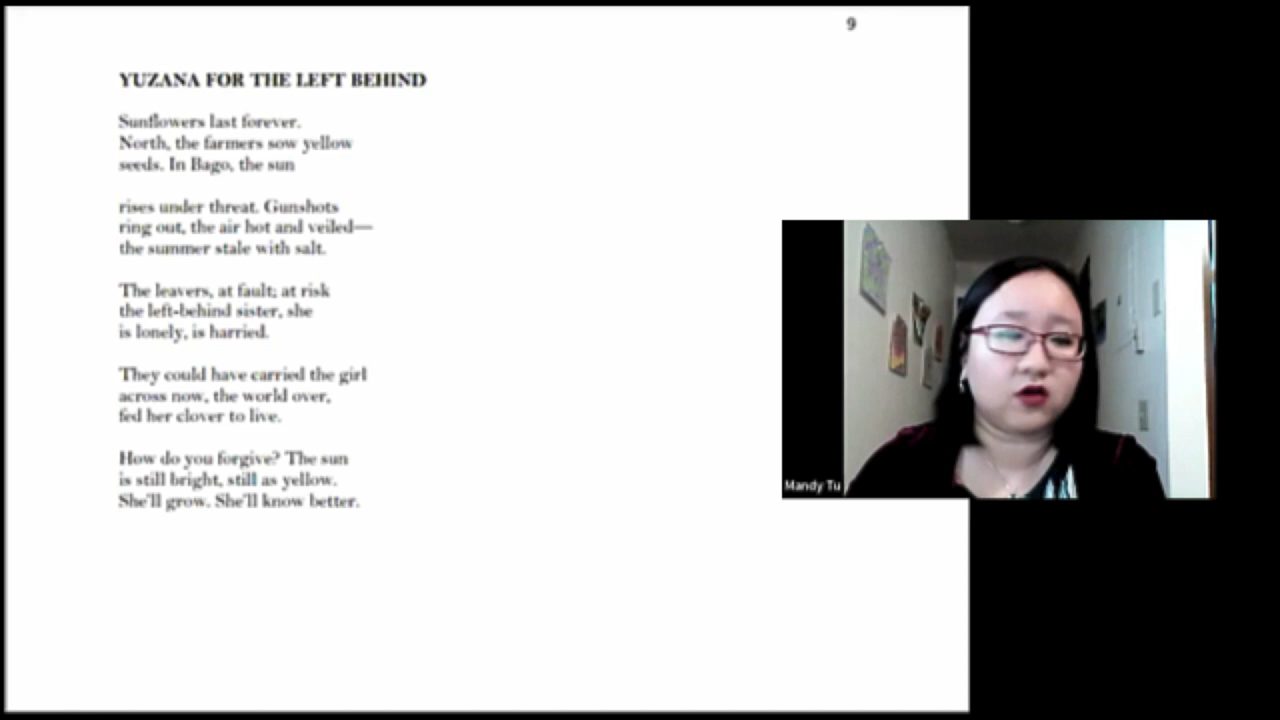 9
YUZANA FOR THE LEFT BEHIND
Sunflowers last forever.
North, the farmers sow yellow
seeds. In Bago, the sun
rises under threat. Gunshots
ring out, the air hot and veiled—
the summer stale with salt.
The leavers, at fault; at risk
the left-behind sister, she
is lonely, is harried.
They could have carried the girl
across now, the world over,
fed her clover to live.
How do you forgive? The sun
is still bright, still as yellow.
She'll grow. She'll know better.
Mandy Tu